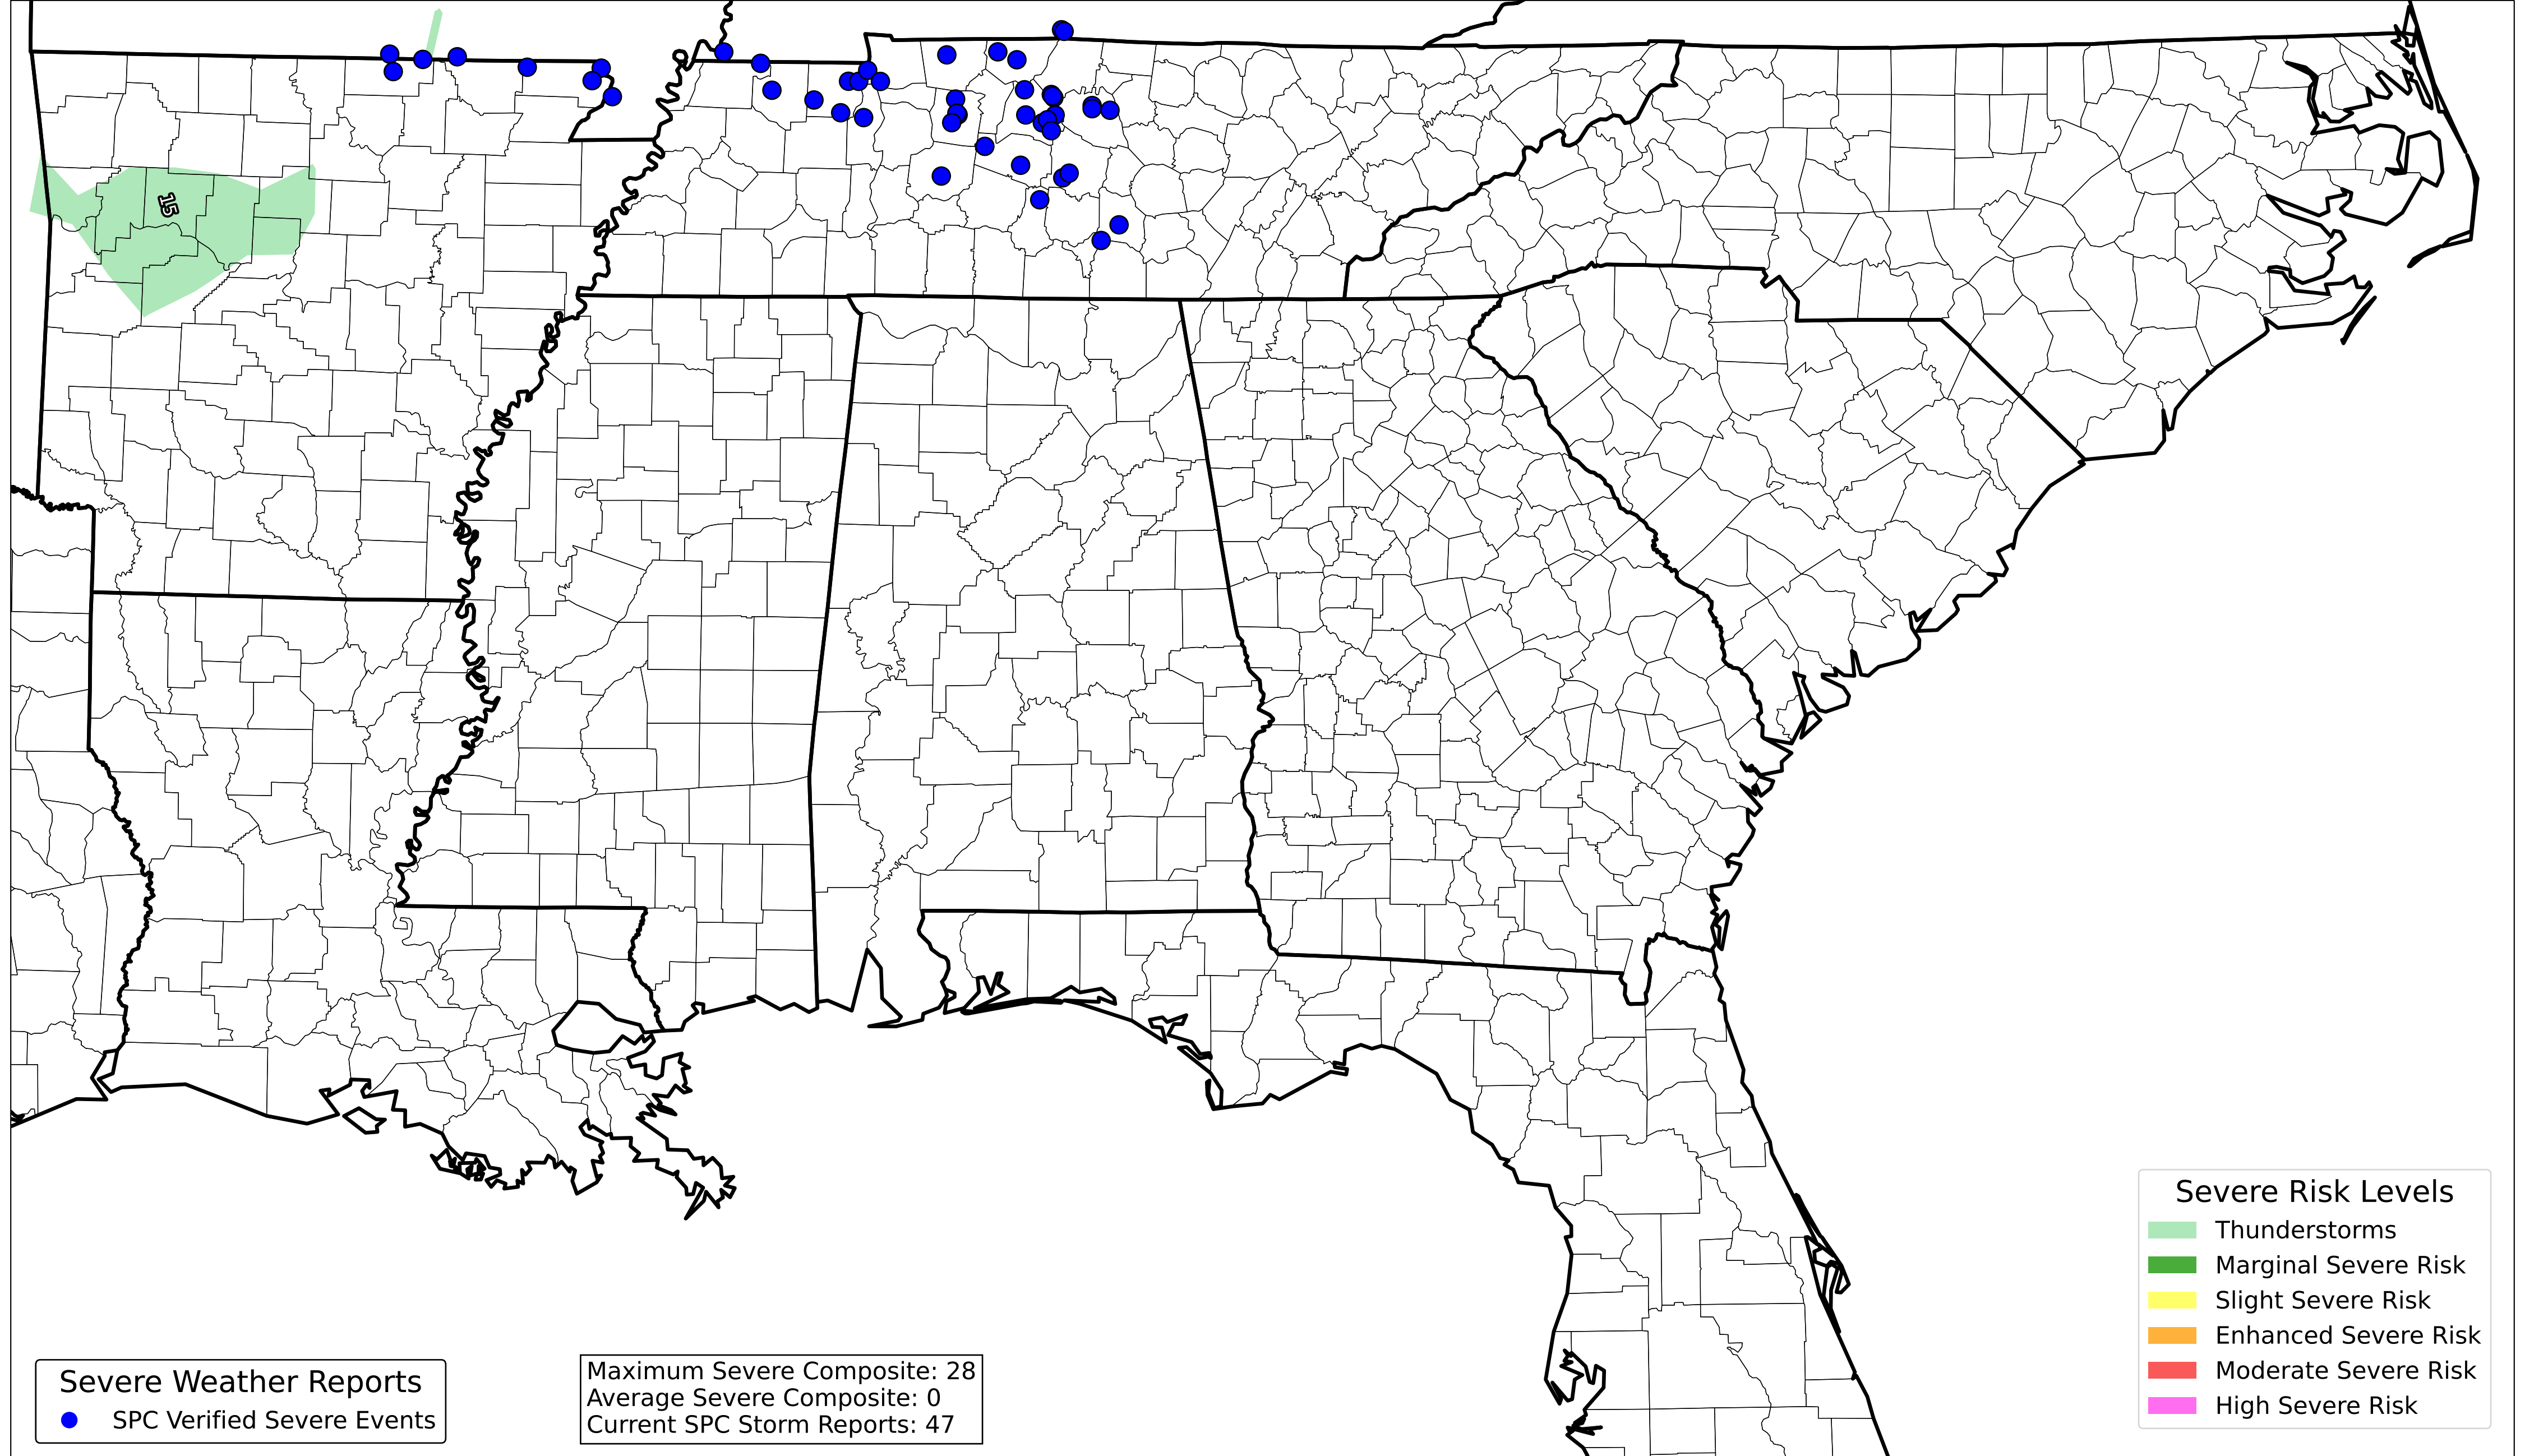 15
Severe Risk Levels
Thunderstorms
Marginal Severe Risk
Slight Severe Risk
Enhanced Severe Risk
Moderate Severe Risk
High Severe Risk
Severe Weather Reports
SPC Verified Severe Events
Maximum Severe Composite: 28
Average Severe Composite: 0
Current SPC Storm Reports: 47